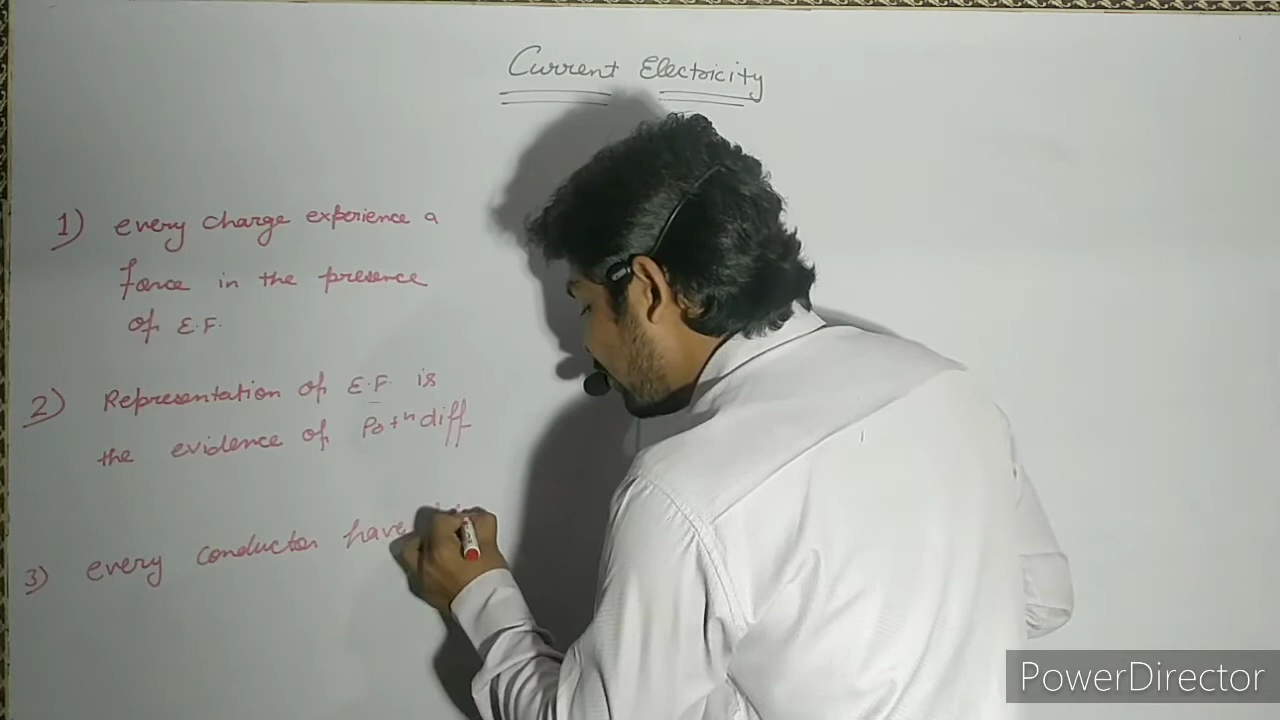 Current Electricity
1) every charge experience a
force in the presence
of E.F.
2) Representation of E.F. is
the evidence of Potn diff
3) every conductor have
PowerDirector